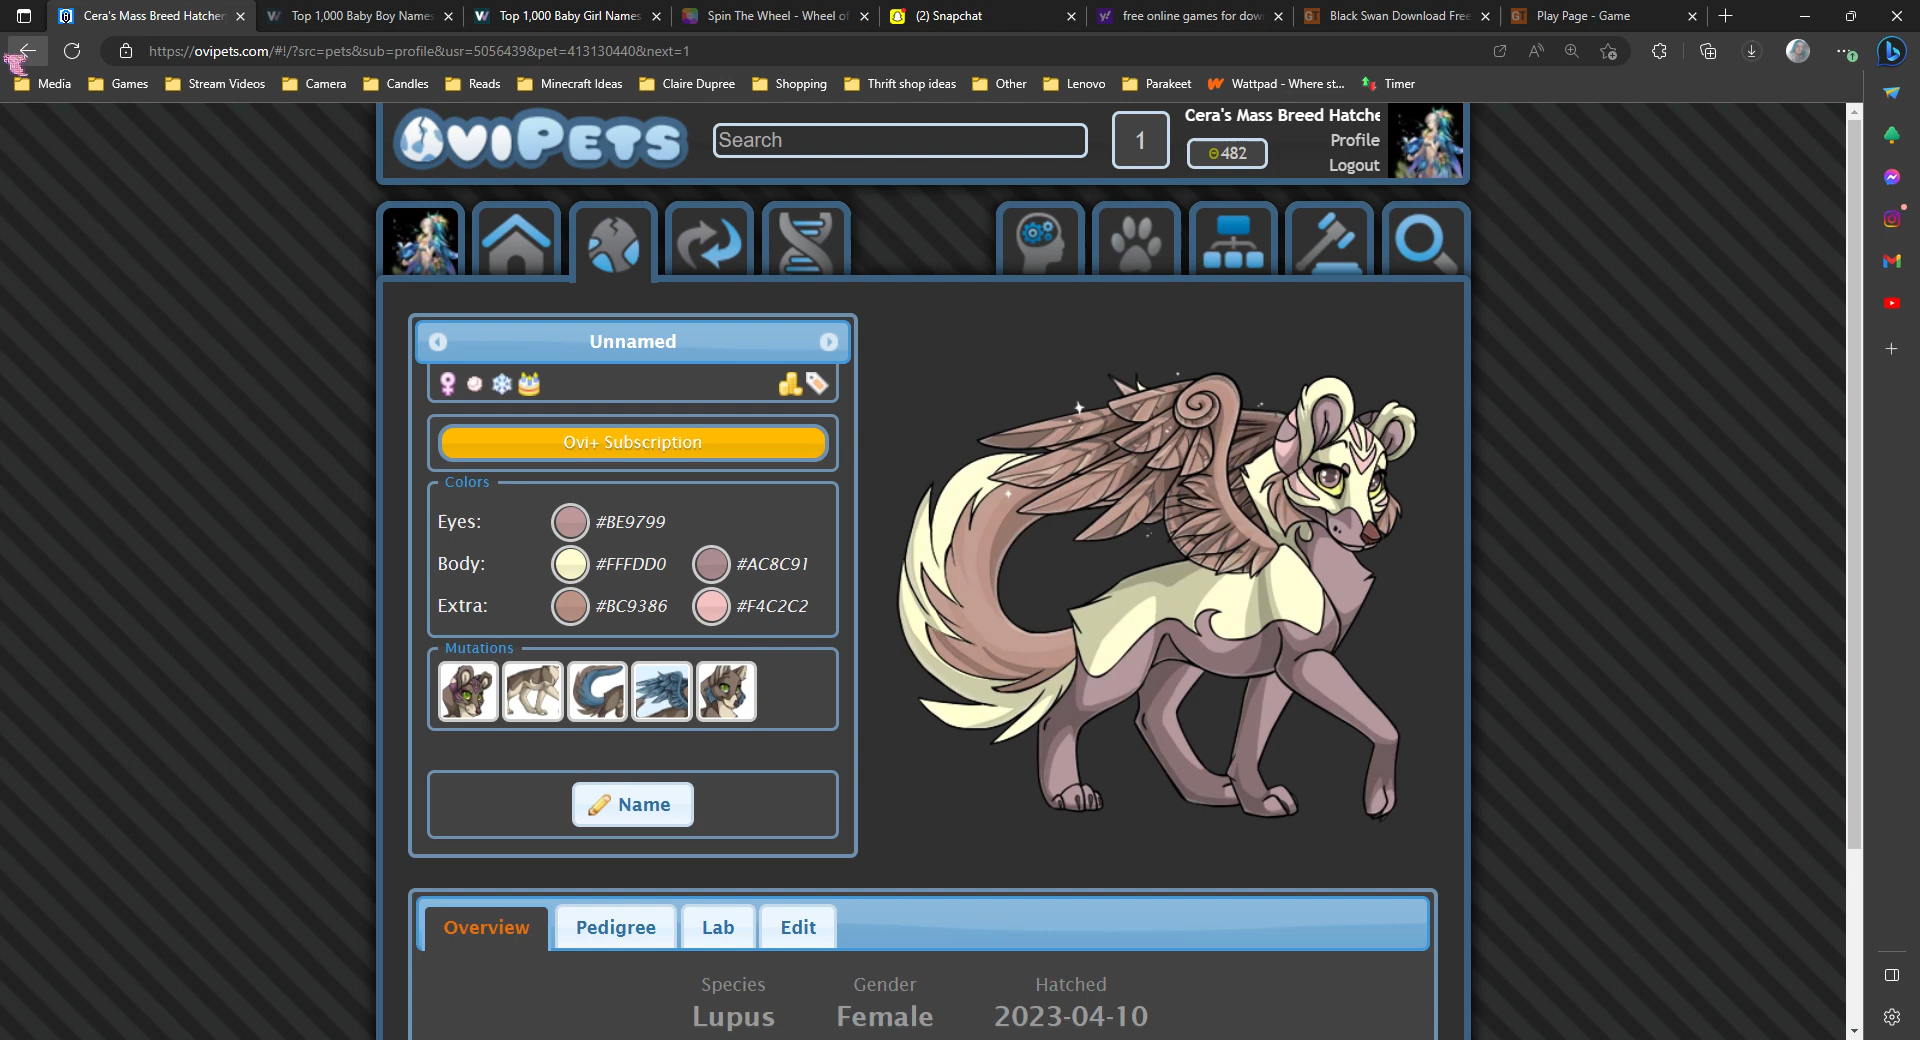 Cera's Mass Breed Hatcher
Top 1,000 Baby Boy Names
Top 1,000 Baby Girl Names
Spin The Wheel - Wheel of
(2) Snapchat
free online games for dow
Black Swan Download Free
Play Page - Game
https://ovipets.com/#!/?src=pets&sub=profile&usr=5056439&pet=413130440&next=1
Media
Games
Stream Videos
Camera
Candles
Reads
Minecraft Ideas
Claire Dupree
Shopping
Thrift shop ideas
Other
Lenovo
Parakeet
Wattpad - Where st...
Timer
OviPets
Search
1
Cera's Mass Breed Hatche
482
Profile
Logout
Unnamed
Ovi+ Subscription
Colors
Eyes: #BE9799
Body: #FFFDD0 #AC8C91
Extra: #BC9386 #F4C2C2
Mutations
Name
Overview
Pedigree
Lab
Edit
Species
Gender
Hatched
Lupus
Female
2023-04-10